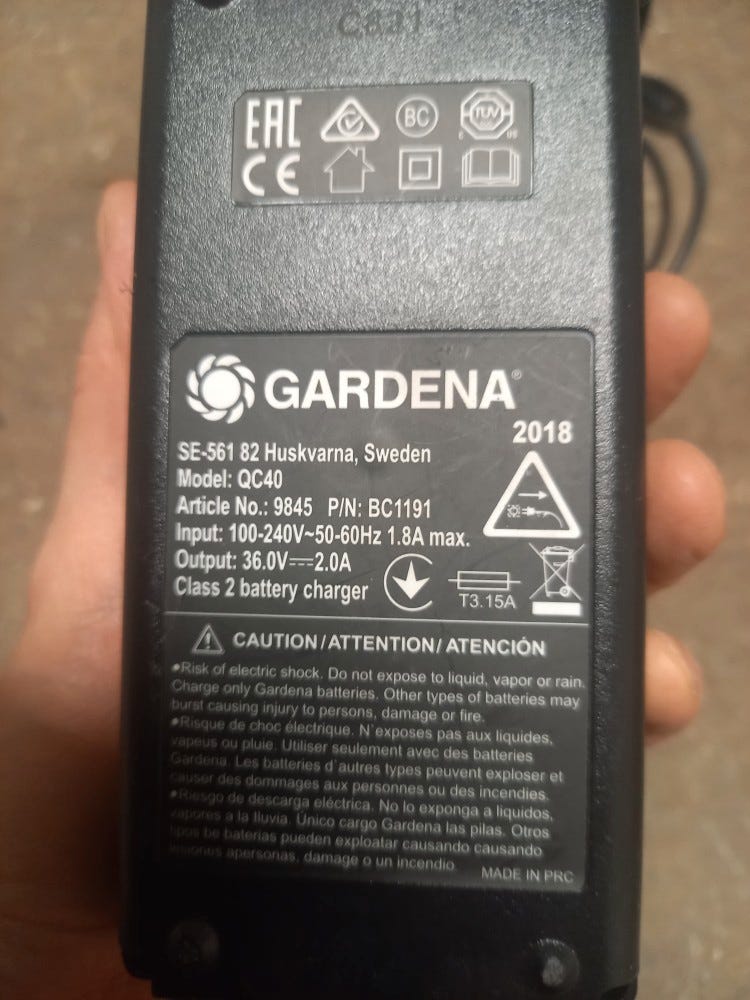 C821
EAC
BC
TÜV
CE
GARDENA®
2018
SE-561 82 Huskvarna, Sweden
Model: QC40
Article No.: 9845 P/N: BC1191
Input: 100-240V~50-60Hz 1.8A max.
Output: 36.0V⎓2.0A
Class 2 battery charger
T3.15A
CAUTION/ATTENTION/ATENCIÓN
•Risk of electric shock. Do not expose to liquid, vapor or rain.
Charge only Gardena batteries. Other types of batteries may
burst causing injury to persons, damage or fire.
•Risque de choc électrique. N'exposes pas aux liquides,
vapeus ou pluie. Utiliser seulement avec des batteries
Gardena. Les batteries d'autres types peuvent exploser et
causer des dommages aux personnes ou des incendies.
•Riesgo de descarga eléctrica. No lo exponga a liquidos,
vapores a la lluvia. Único cargo Gardena las pilas. Otros
tipos be baterias pueden exploatar causando causando
lesiones apersonas, damage o un incendio.
MADE IN PRC